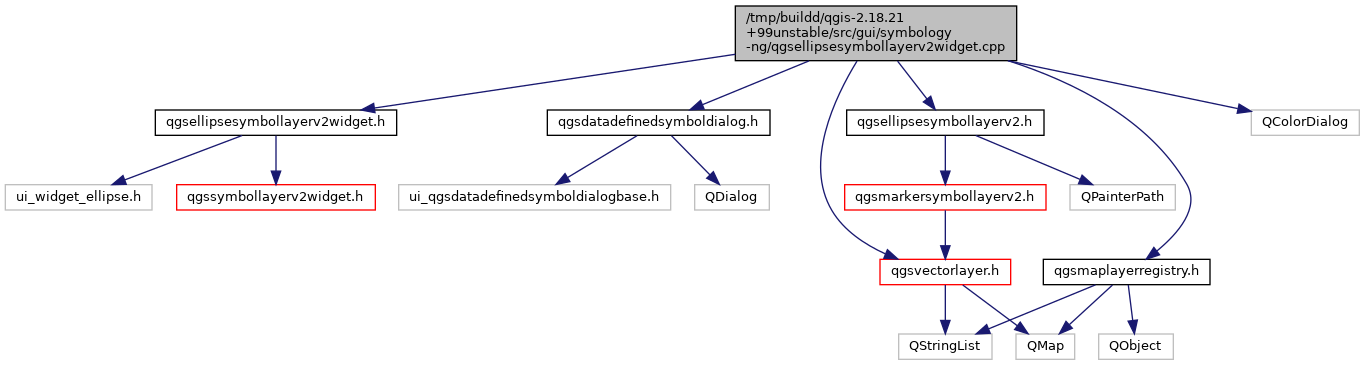 /tmp/buildd/qgis-2.18.21
+99unstable/src/gui/symbology
-ng/qgsellipsesymbollayerv2widget.cpp
qgsellipsesymbollayerv2widget.h
qgsdatadefinedsymboldialog.h
qgsellipsesymbollayerv2.h
QColorDialog
ui_widget_ellipse.h
qgssymbollayerv2widget.h
ui_qgsdatadefinedsymboldialogbase.h
QDialog
qgsmarkersymbollayerv2.h
QPainterPath
qgsvectorlayer.h
qgsmaplayerregistry.h
QStringList
QMap
QObject